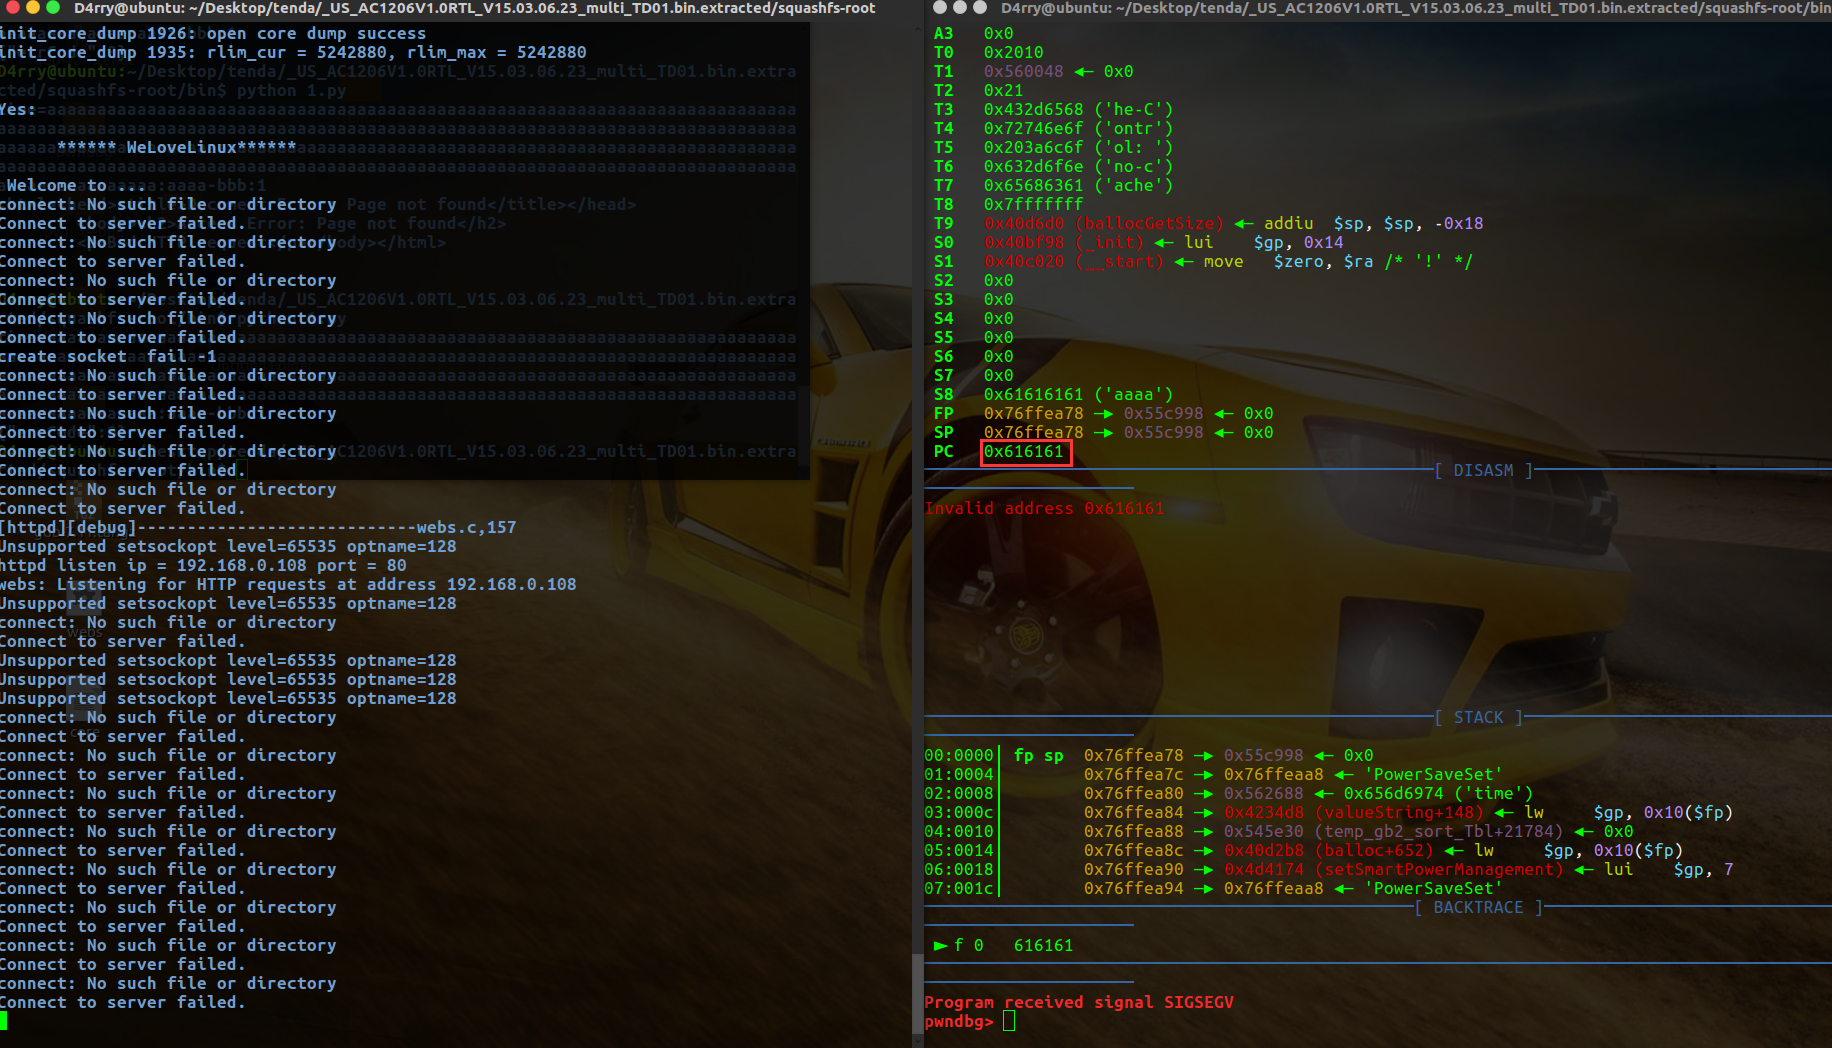 D4rry@ubuntu: ~/Desktop/tenda/_US_AC1206V1.0RTL_V15.03.06.23_multi_TD01.bin.extracted/squashfs-root
init_core_dump 1926: open core dump success
init_core_dump 1935: rlim_cur = 5242880, rlim_max = 5242880
D4rry@ubuntu:~/Desktop/tenda/_US_AC1206V1.0RTL_V15.03.06.23_multi_TD01.bin.extra
cted/squashfs-root/bin$ python 1.py
Yes:
****** WeLoveLinux******
Welcome to ...
connect: No such file or directory
Connect to server failed.
connect: No such file or directory
Connect to server failed.
connect: No such file or directory
Connect to server failed.
connect: No such file or directory
Connect to server failed.
create socket  fail -1
connect: No such file or directory
Connect to server failed.
connect: No such file or directory
Connect to server failed.
connect: No such file or directory
Connect to server failed.
connect: No such file or directory
Connect to server failed.
[httpd][debug]----------------------------webs.c,157
Unsupported setsockopt level=65535 optname=128
httpd listen ip = 192.168.0.108 port = 80
webs: Listening for HTTP requests at address 192.168.0.108
Unsupported setsockopt level=65535 optname=128
connect: No such file or directory
Connect to server failed.
Unsupported setsockopt level=65535 optname=128
Unsupported setsockopt level=65535 optname=128
Unsupported setsockopt level=65535 optname=128
connect: No such file or directory
Connect to server failed.
connect: No such file or directory
Connect to server failed.
connect: No such file or directory
Connect to server failed.
connect: No such file or directory
Connect to server failed.
connect: No such file or directory
Connect to server failed.
connect: No such file or directory
Connect to server failed.
connect: No such file or directory
Connect to server failed.
connect: No such file or directory
Connect to server failed.
D4rry@ubuntu: ~/Desktop/tenda/_US_AC1206V1.0RTL_V15.03.06.23_multi_TD01.bin.extracted/squashfs-root/bin
A3 0x0
T0 0x2010
T1 0x560048 ◂— 0x0
T2 0x21
T3 0x432d6568 ('he-C')
T4 0x72746e6f ('ontr')
T5 0x203a6c6f ('ol: ')
T6 0x632d6f6e ('no-c')
T7 0x65686361 ('ache')
T8 0x7fffffff
T9 0x40d6d0 (ballocGetSize) ◂— addiu $sp, $sp, -0x18
S0 0x40bf98 (_init) ◂— lui $gp, 0x14
S1 0x40c020 (__start) ◂— move $zero, $ra /* '!' */
S2 0x0
S3 0x0
S4 0x0
S5 0x0
S6 0x0
S7 0x0
S8 0x61616161 ('aaaa')
FP 0x76ffea78 —▸ 0x55c998 ◂— 0x0
SP 0x76ffea78 —▸ 0x55c998 ◂— 0x0
PC 0x616161
[ DISASM ]
Invalid address 0x616161
[ STACK ]
00:0000│ fp sp 0x76ffea78 —▸ 0x55c998 ◂— 0x0
01:0004│ 0x76ffea7c —▸ 0x76ffeaa8 ◂— 'PowerSaveSet'
02:0008│ 0x76ffea80 —▸ 0x562688 ◂— 0x656d6974 ('time')
03:000c│ 0x76ffea84 —▸ 0x4234d8 (valueString+148) ◂— lw $gp, 0x10($fp)
04:0010│ 0x76ffea88 —▸ 0x545e30 (temp_gb2_sort_Tbl+21784) ◂— 0x0
05:0014│ 0x76ffea8c —▸ 0x40d2b8 (balloc+652) ◂— lw $gp, 0x10($fp)
06:0018│ 0x76ffea90 —▸ 0x4d4174 (setSmartPowerManagement) ◂— lui $gp, 7
07:001c│ 0x76ffea94 —▸ 0x76ffeaa8 ◂— 'PowerSaveSet'
[ BACKTRACE ]
► f 0 616161
Program received signal SIGSEGV
pwndbg>